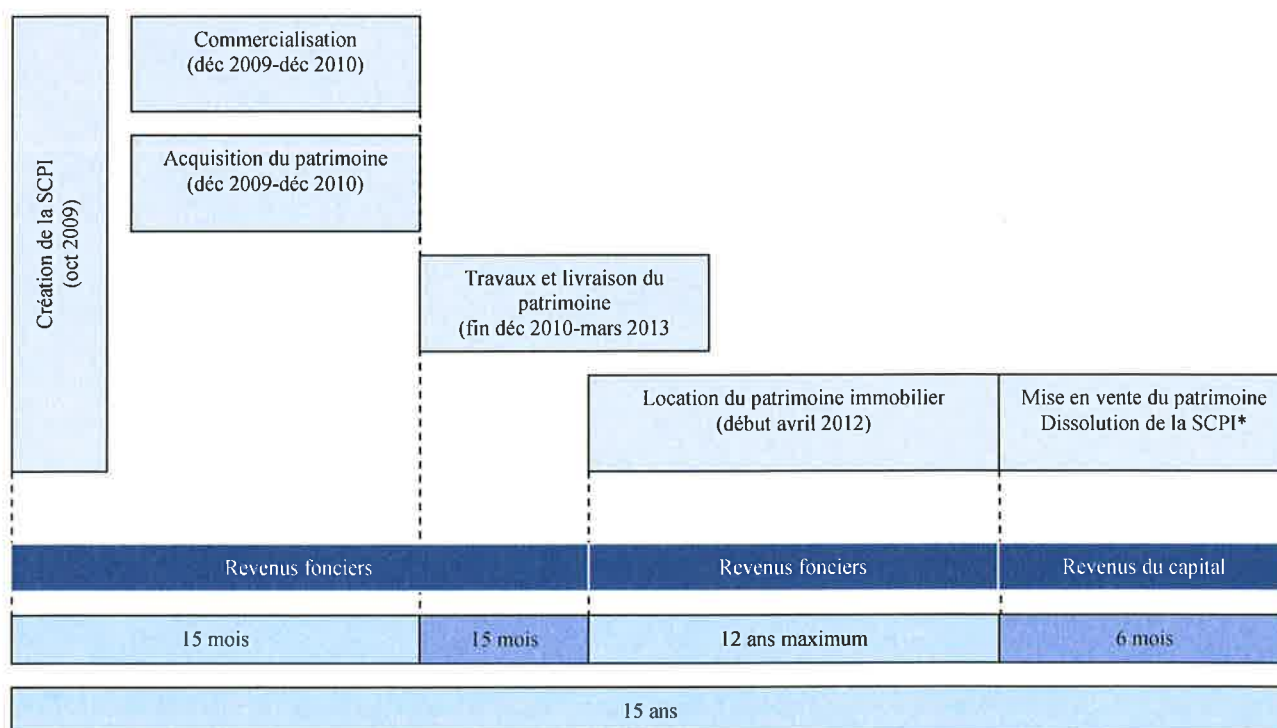 Création de la SCPI
(oct 2009)
Commercialisation
(déc 2009-déc 2010)
Acquisition du patrimoine
(déc 2009-déc 2010)
Travaux et livraison du
patrimoine
(fin déc 2010-mars 2013
Location du patrimoine immobilier
(début avril 2012)
Mise en vente du patrimoine
Dissolution de la SCPI*
Revenus fonciers
Revenus fonciers
Revenus du capital
15 mois
15 mois
12 ans maximum
6 mois
15 ans